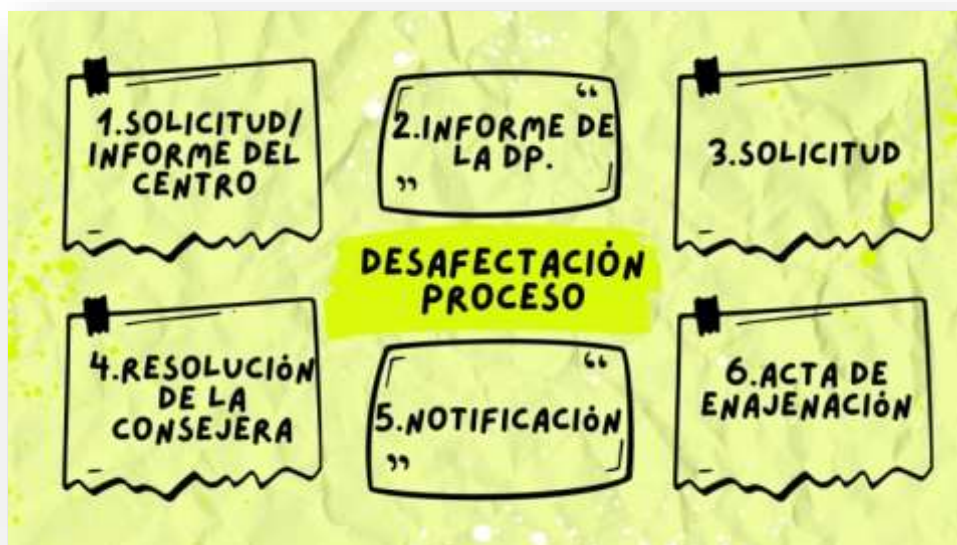 1.SOLICITUD/
INFORME DEL
CENTRO
2.INFORME DE
LA DP.
3.SOLICITUD
DESAFECTACIÓN
PROCESO
4.RESOLUCIÓN
DE LA
CONSEJERA
5.NOTIFICACIÓN
6.ACTA DE
ENAJENACIÓN